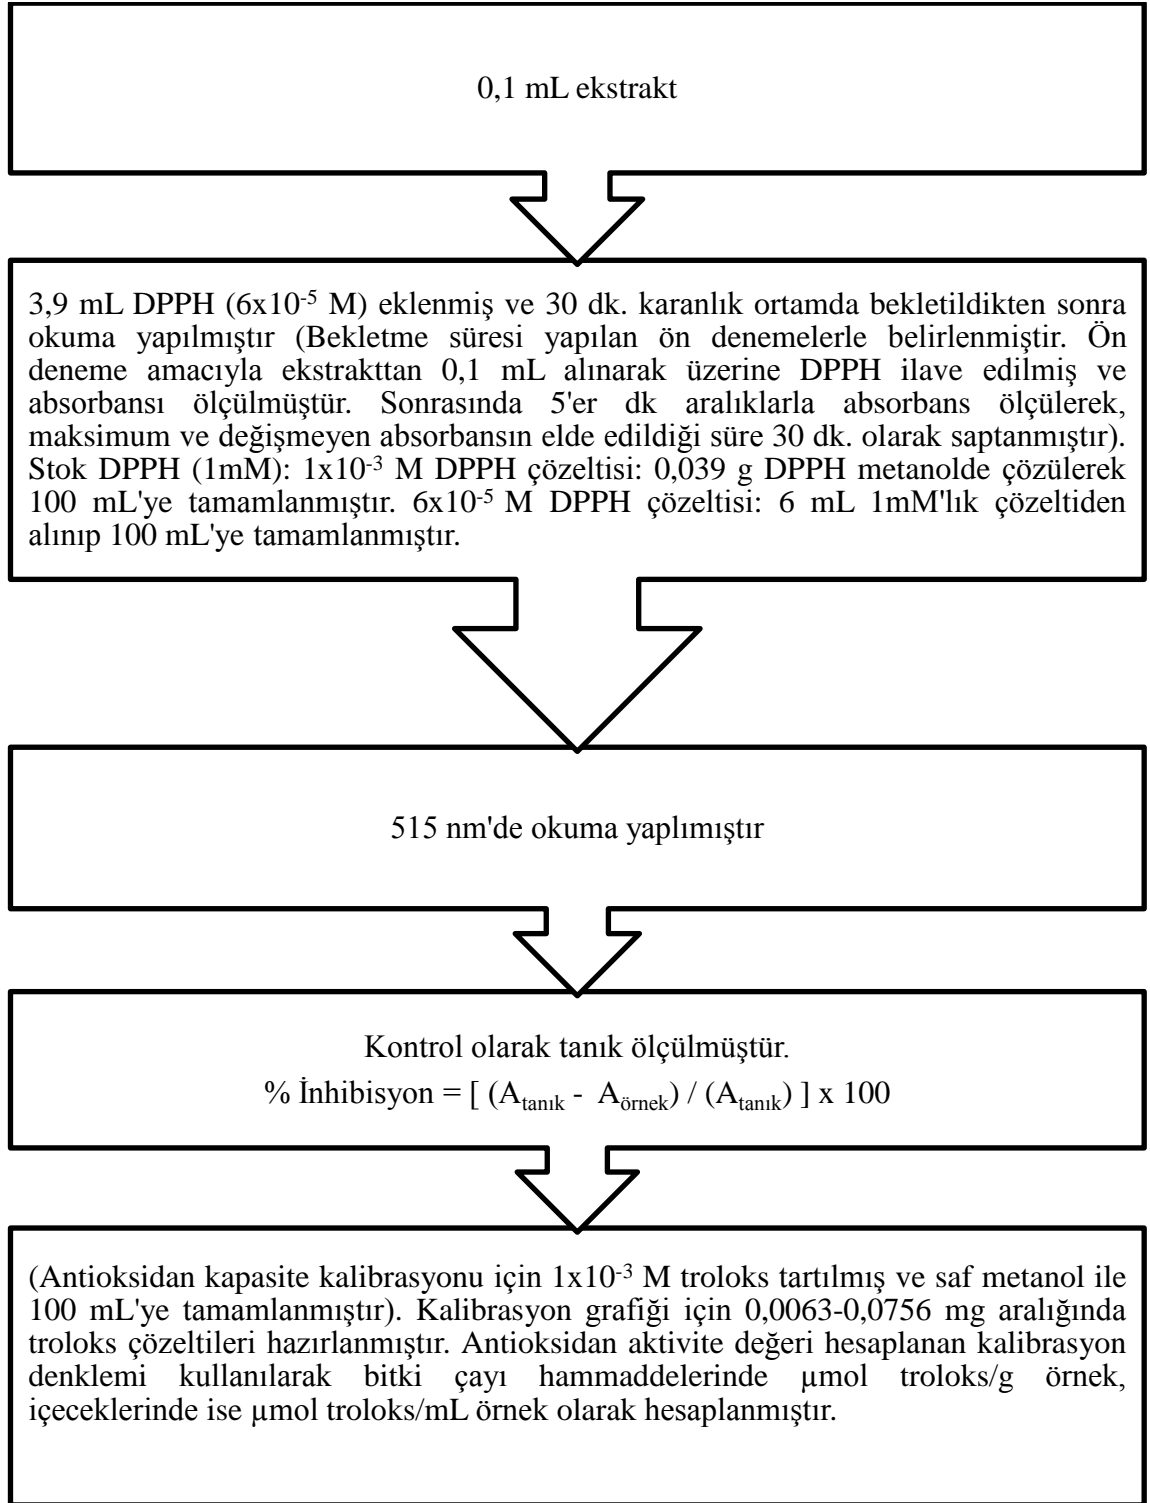 0,1 mL ekstrakt
3,9 mL DPPH (6x10⁻⁵ M) eklenmiş ve 30 dk. karanlık ortamda bekletildikten sonra
okuma yapılmıştır (Bekletme süresi yapılan ön denemelerle belirlenmiştir. Ön
deneme amacıyla ekstrakttan 0,1 mL alınarak üzerine DPPH ilave edilmiş ve
absorbansı ölçülmüştür. Sonrasında 5'er dk aralıklarla absorbans ölçülerek,
maksimum ve değişmeyen absorbansın elde edildiği süre 30 dk. olarak saptanmıştır).
Stok DPPH (1mM): 1x10⁻³ M DPPH çözeltisi: 0,039 g DPPH metanolde çözülerek
100 mL'ye tamamlanmıştır. 6x10⁻⁵ M DPPH çözeltisi: 6 mL 1mM'lık çözeltiden
alınıp 100 mL'ye tamamlanmıştır.
515 nm'de okuma yaplımıştır
Kontrol olarak tanık ölçülmüştür.
% İnhibisyon = [ (A_tanık - A_örnek) / (A_tanık) ] x 100
(Antioksidan kapasite kalibrasyonu için 1x10⁻³ M troloks tartılmış ve saf metanol ile
100 mL'ye tamamlanmıştır). Kalibrasyon grafiği için 0,0063-0,0756 mg aralığında
troloks çözeltileri hazırlanmıştır. Antioksidan aktivite değeri hesaplanan kalibrasyon
denklemi kullanılarak bitki çayı hammaddelerinde µmol troloks/g örnek,
içeceklerinde ise µmol troloks/mL örnek olarak hesaplanmıştır.